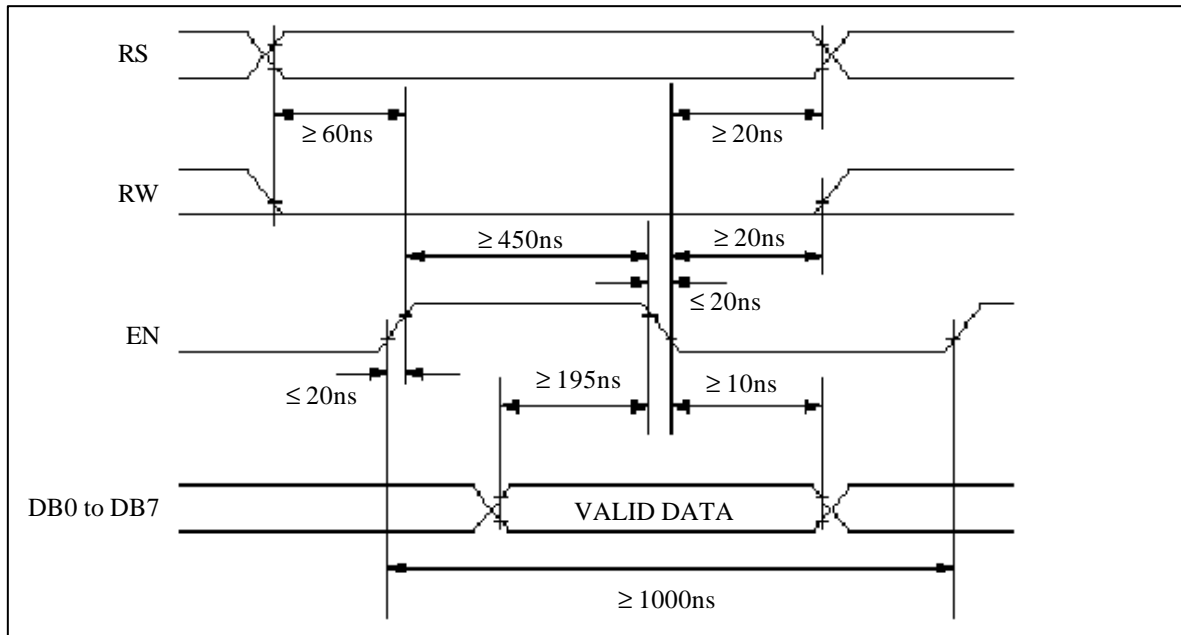 RS
≥ 60ns
≥ 20ns
RW
≥ 450ns
≥ 20ns
≤ 20ns
EN
≤ 20ns
≥ 195ns
≥ 10ns
DB0 to DB7
VALID DATA
≥ 1000ns